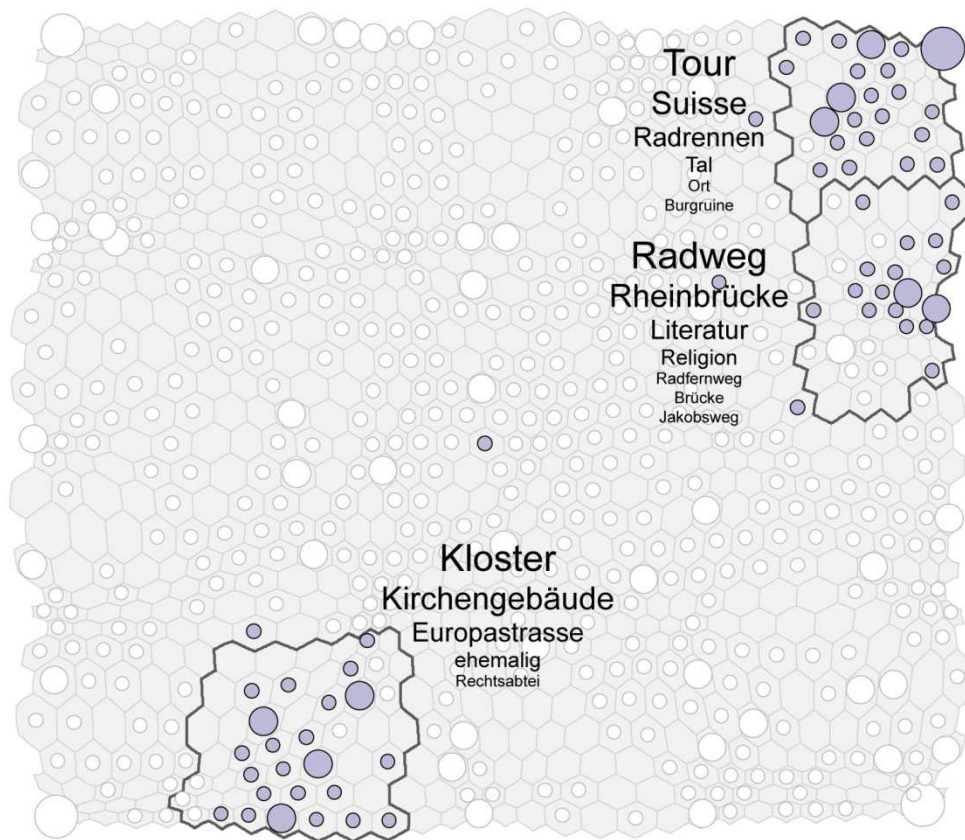 Tour
Suisse
Radrennen
Tal
Ort
Burgruine
Radweg
Rheinbrücke
Literatur
Religion
Radfernweg
Brücke
Jakobsweg
Kloster
Kirchengebäude
Europastrasse
ehemalig
Rechtsabtei